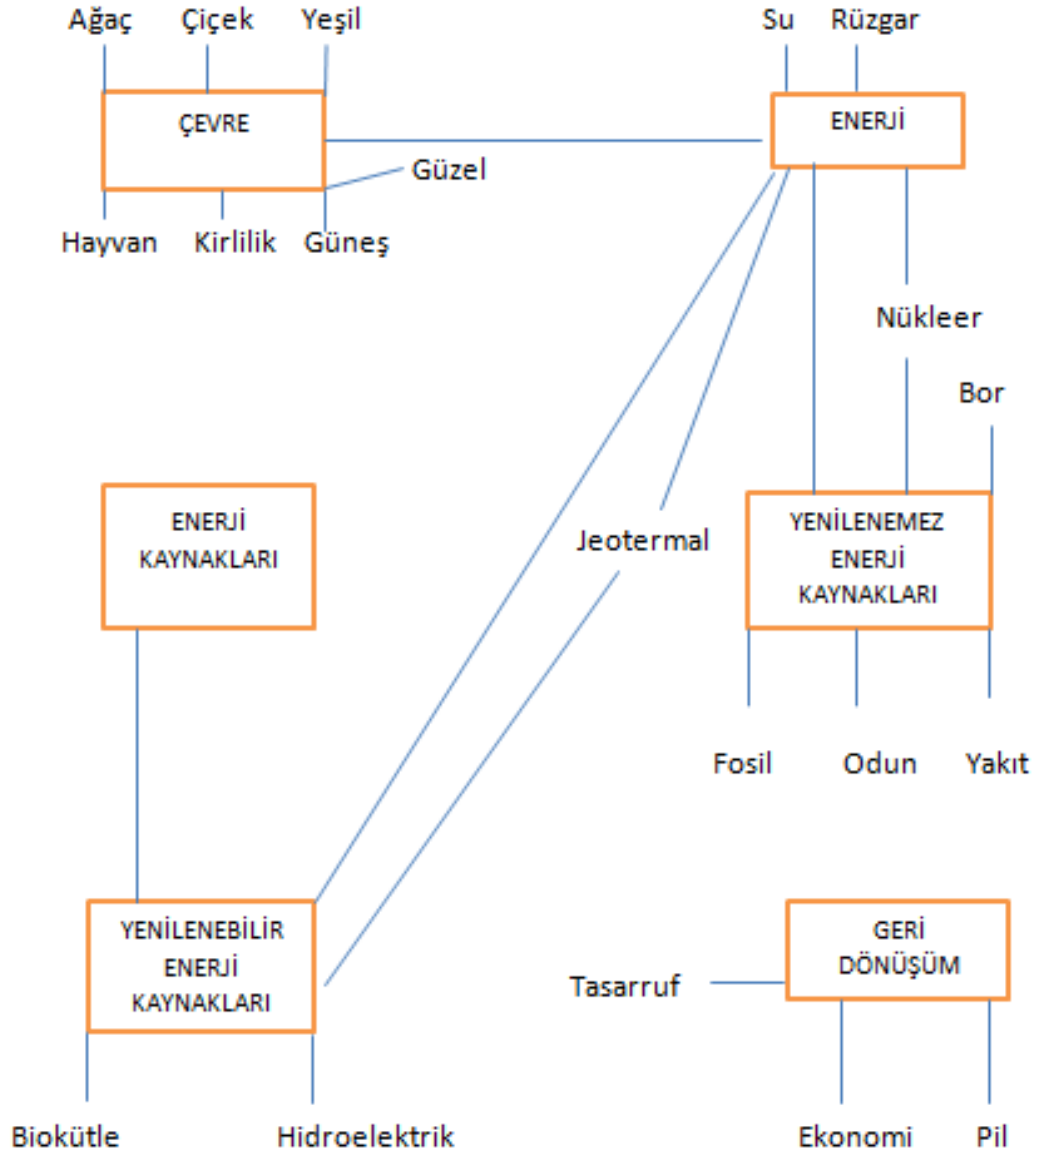 Ağaç Çiçek Yeşil
Su Rüzgar
ÇEVRE
ENERJİ
Güzel
Hayvan Kirlilik Güneş
Nükleer
Bor
ENERJİ
KAYNAKLARI
Jeotermal
YENİLENEMEZ
ENERJİ
KAYNAKLARI
Fosil Odun Yakıt
YENİLENEBİLİR
ENERJİ
KAYNAKLARI
GERİ
DÖNÜŞÜM
Tasarruf
Biokütle Hidroelektrik
Ekonomi Pil